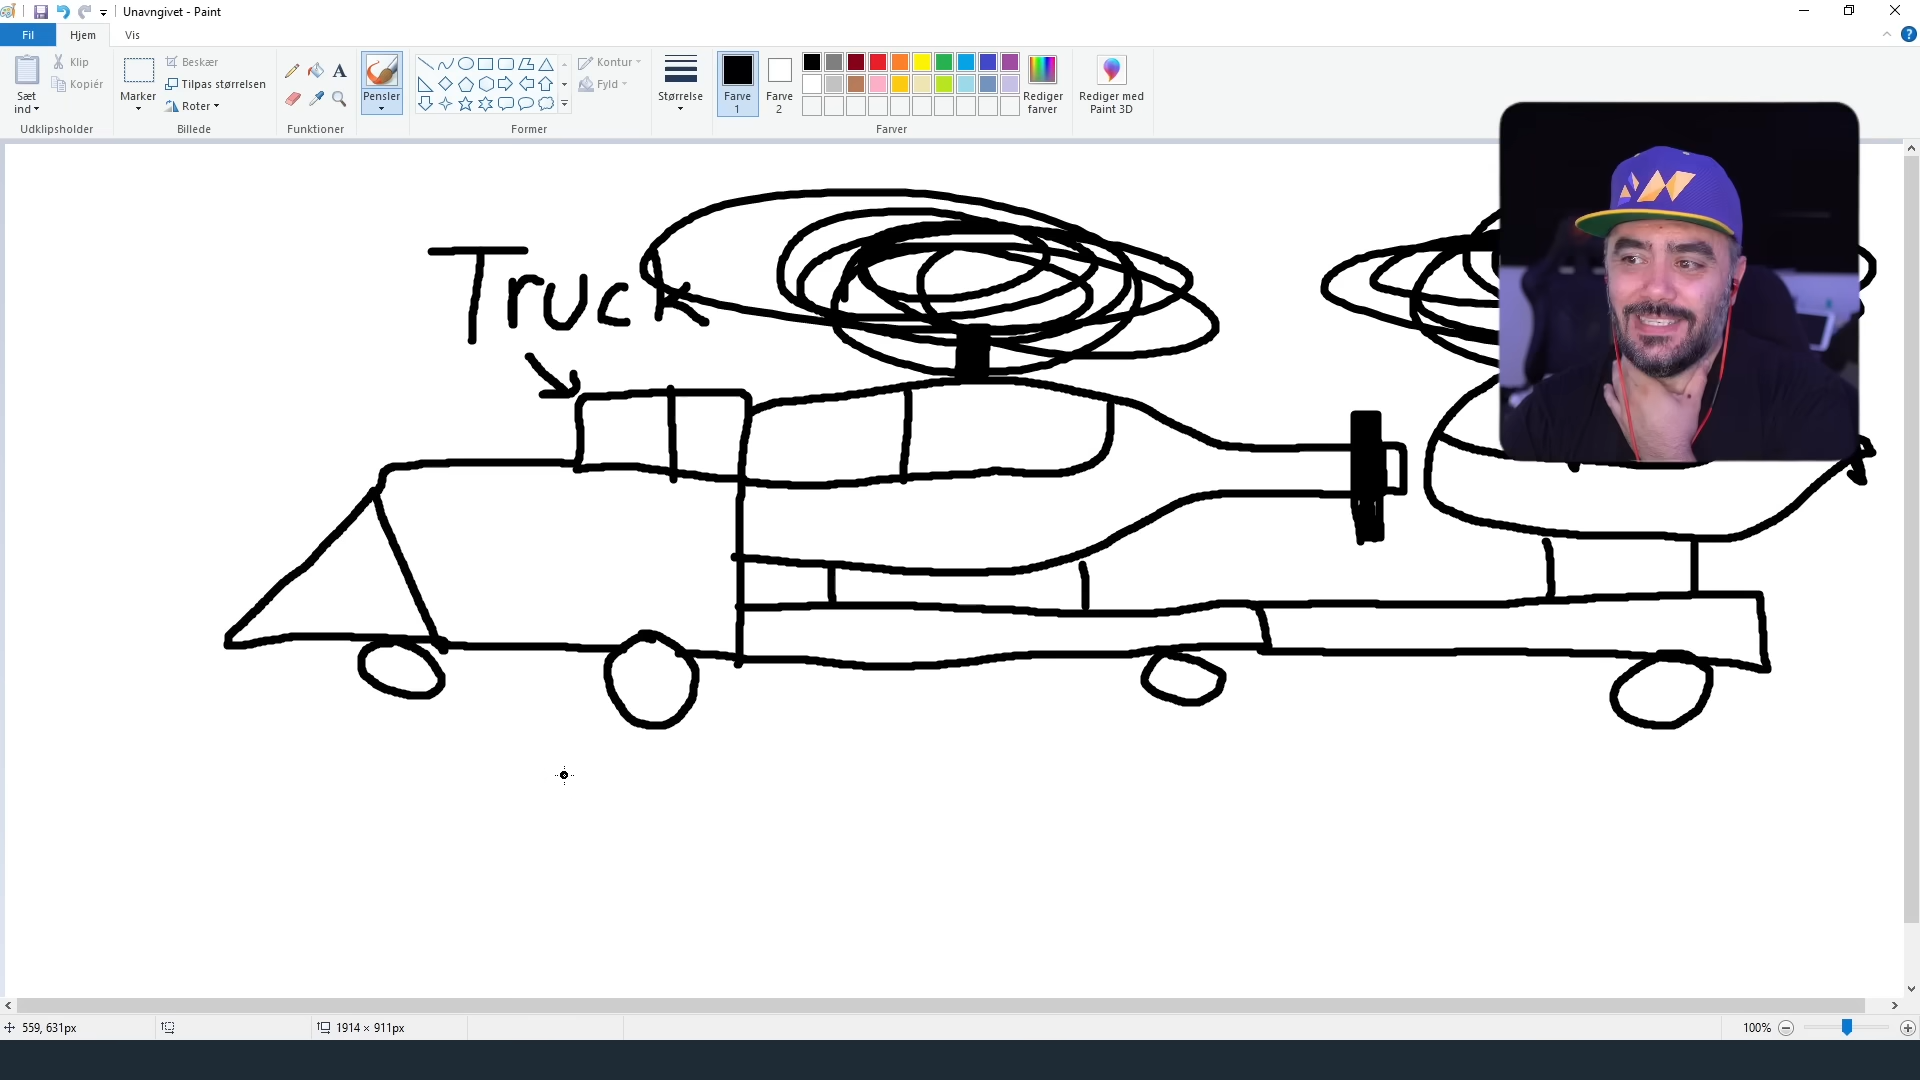 Unavngivet - Paint
Fil Hjem Vis
Sæt ind
Klip
Kopiér
Udklipsholder
Marker
Beskær
Tilpas størrelsen
Roter
Billede
A
Funktioner
Pensler
Kontur
Fyld
Former
Størrelse
Farve 1
Farve 2
Rediger farver
Farver
Rediger med Paint 3D
Truck
559, 631px
1914 × 911px
100%